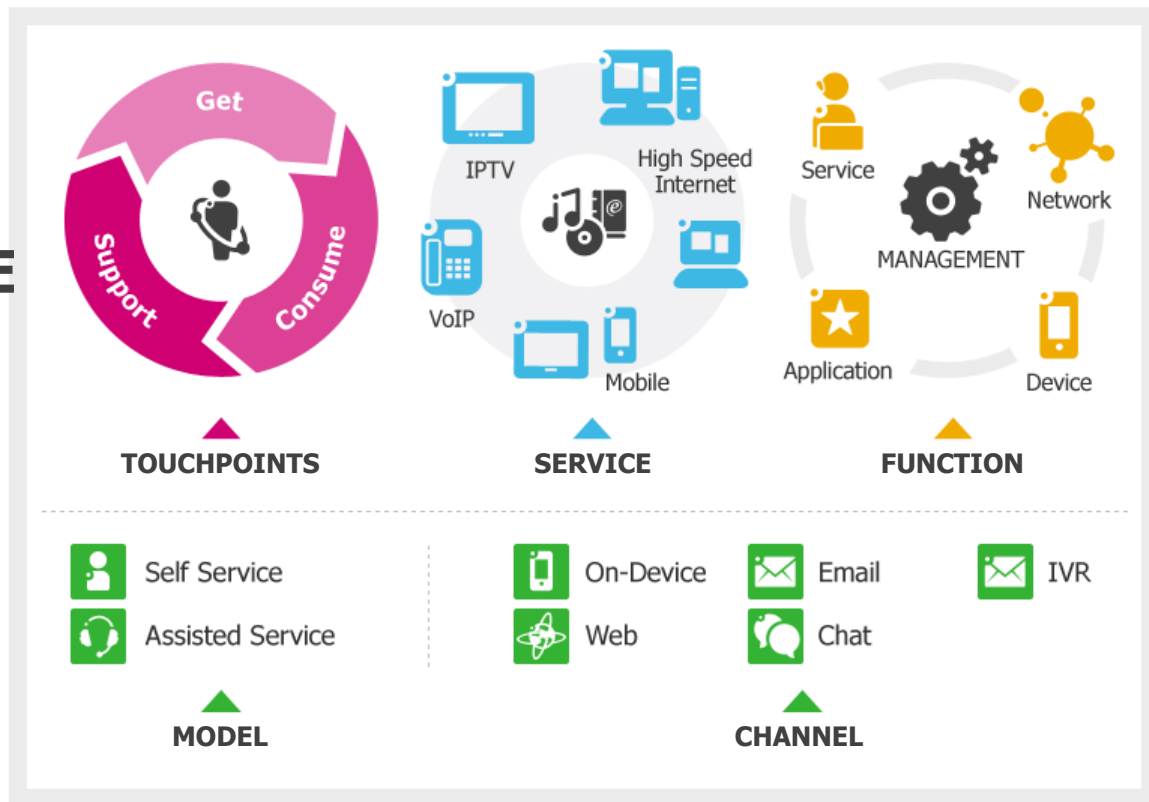 Get
Support
Consume
IPTV
High Speed
Internet
VoIP
Mobile
e
Service
Network
MANAGEMENT
Application
Device
TOUCHPOINTS
SERVICE
FUNCTION
E
Self Service
Assisted Service
On-Device
Email
IVR
Web
Chat
MODEL
CHANNEL